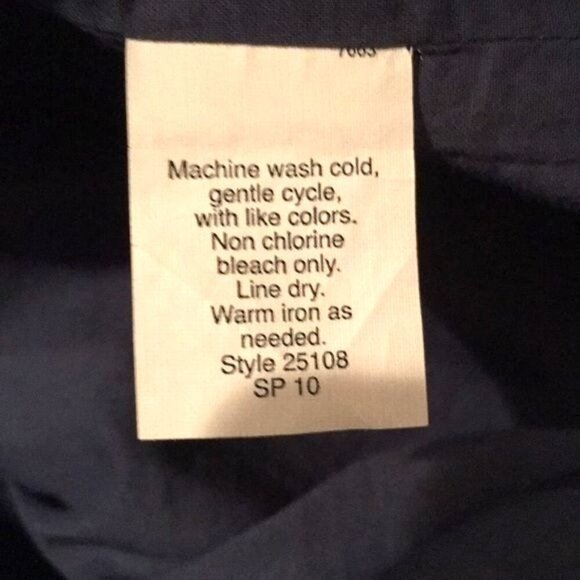 Machine wash cold,
gentle cycle,
with like colors.
Non chlorine
bleach only.
Line dry.
Warm iron as
needed.
Style 25108
SP 10